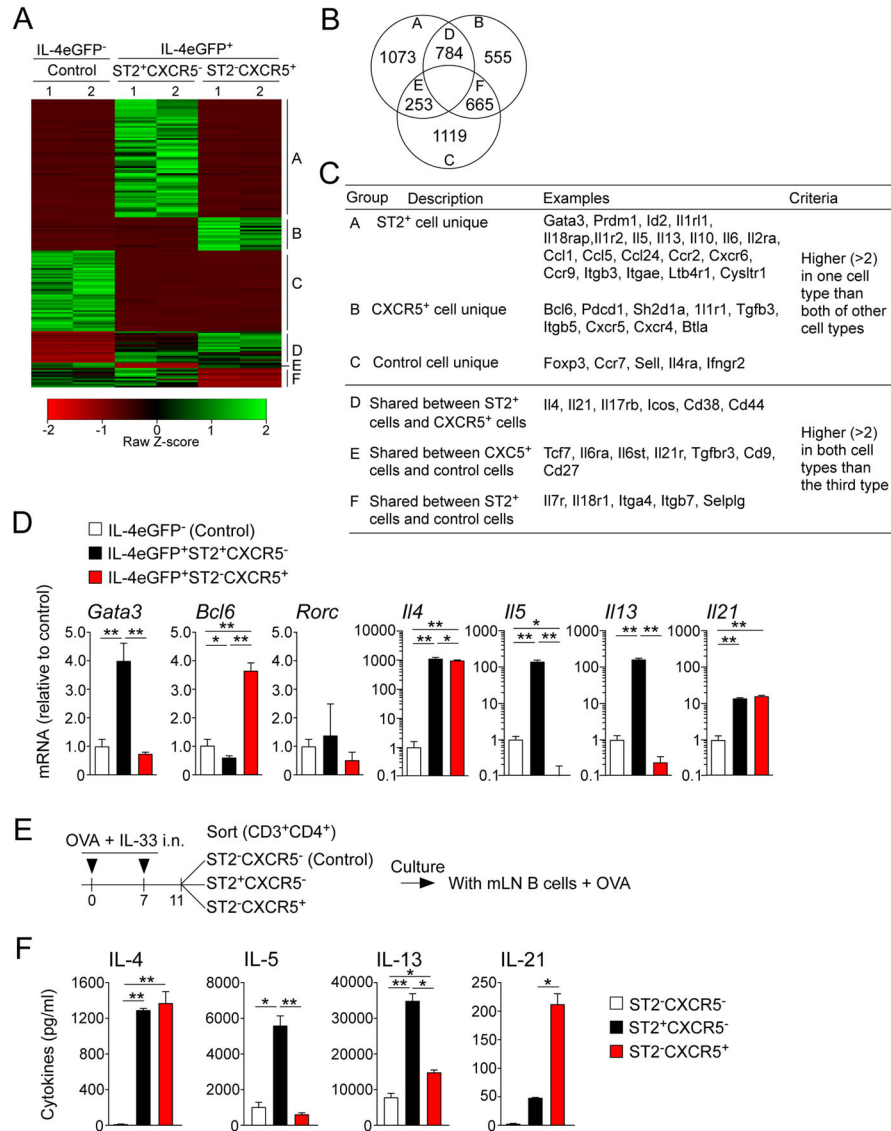 A
IL-4eGFP⁻ IL-4eGFP⁺
Control ST2⁺CXCR5⁻ ST2⁻CXCR5⁺
1 2 1 2 1 2
A
B
C
D
E
F
-2 -1 0 1 2
Raw Z-score
B
A B
D
1073 784 555
E F
253 665
1119
C
C
Group Description Examples Criteria
A ST2⁺ cell unique Gata3, Prdm1, Id2, Il1rl1,
Il18rap,Il1r2, Il5, Il13, Il10, Il6, Il2ra,
Ccl1, Ccl5, Ccl24, Ccr2, Cxcr6,
Ccr9, Itgb3, Itgae, Ltb4r1, Cysltr1
B CXCR5⁺ cell unique Bcl6, Pdcd1, Sh2d1a, 1l1r1, Tgfb3,
Itgb5, Cxcr5, Cxcr4, Btla
C Control cell unique Foxp3, Ccr7, Sell, Il4ra, Ifngr2
Higher (>2)
in one cell
type than
both of other
cell types
D Shared between ST2⁺ Il4, Il21, Il17rb, Icos, Cd38, Cd44
cells and CXCR5⁺ cells
E Shared between CXC5⁺ Tcf7, Il6ra, Il6st, Il21r, Tgfbr3, Cd9,
cells and control cells Cd27
F Shared between ST2⁺ Il7r, Il18r1, Itga4, Itgb7, Selplg
cells and control cells
Higher (>2)
in both cell
types than
the third type
D
IL-4eGFP⁻ (Control)
IL-4eGFP⁺ST2⁺CXCR5⁻
IL-4eGFP⁺ST2⁻CXCR5⁺
mRNA (relative to control)
Gata3
5.0
4.0
3.0
2.0
1.0
0
** **
Bcl6
5.0
4.0
3.0
2.0
1.0
0
**
* **
Rorc
5.0
4.0
3.0
2.0
1.0
0
Il4
10000
1000
100
10
1
0.1
**
** *
Il5
1000
100
10
1
0.1
*
** **
Il13
1000
100
10
1
0.1
** **
Il21
1000
100
10
1
0.1
**
**
E
OVA + IL-33 i.n.
0 7 11
Sort (CD3⁺CD4⁺)
ST2⁻CXCR5⁻ (Control)
ST2⁺CXCR5⁻
ST2⁻CXCR5⁺
Culture
With mLN B cells + OVA
F
Cytokines (pg/ml)
IL-4
1600
1200
800
400
0
**
**
IL-5
8000
6000
4000
2000
0
* **
IL-13
40000
30000
20000
10000
0
*
** *
IL-21
250
200
150
100
50
0
*
ST2⁻CXCR5⁻
ST2⁺CXCR5⁻
ST2⁻CXCR5⁺